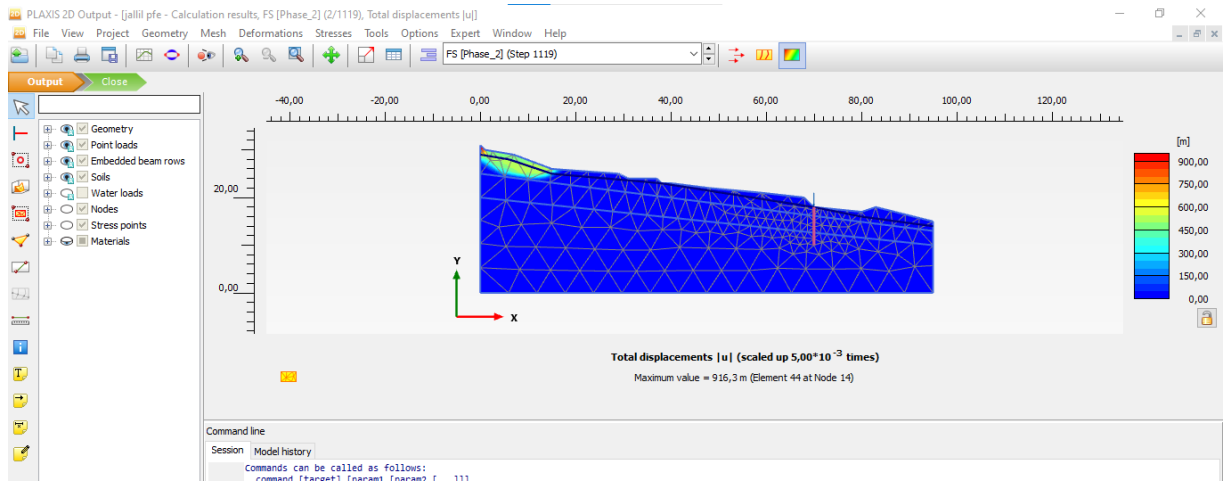 PLAXIS 2D Output - [jallil pfe - Calculation results, FS [Phase_2] (2/1119), Total displacements |u|]
File View Project Geometry Mesh Deformations Stresses Tools Options Expert Window Help
FS [Phase_2] (Step 1119)
Output Close
-40,00 -20,00 0,00 20,00 40,00 60,00 80,00 100,00 120,00
Geometry
Point loads
Embedded beam rows
Soils
Water loads
Nodes
Stress points
Materials
20,00
0,00
Y
X
[m]
900,00
750,00
600,00
450,00
300,00
150,00
0,00
Total displacements |u| (scaled up 5,00*10 -3 times)
Maximum value = 916,3 m (Element 44 at Node 14)
Command line
Session Model history
Commands can be called as follows:
command [target] [param1 [param2 [...]]]